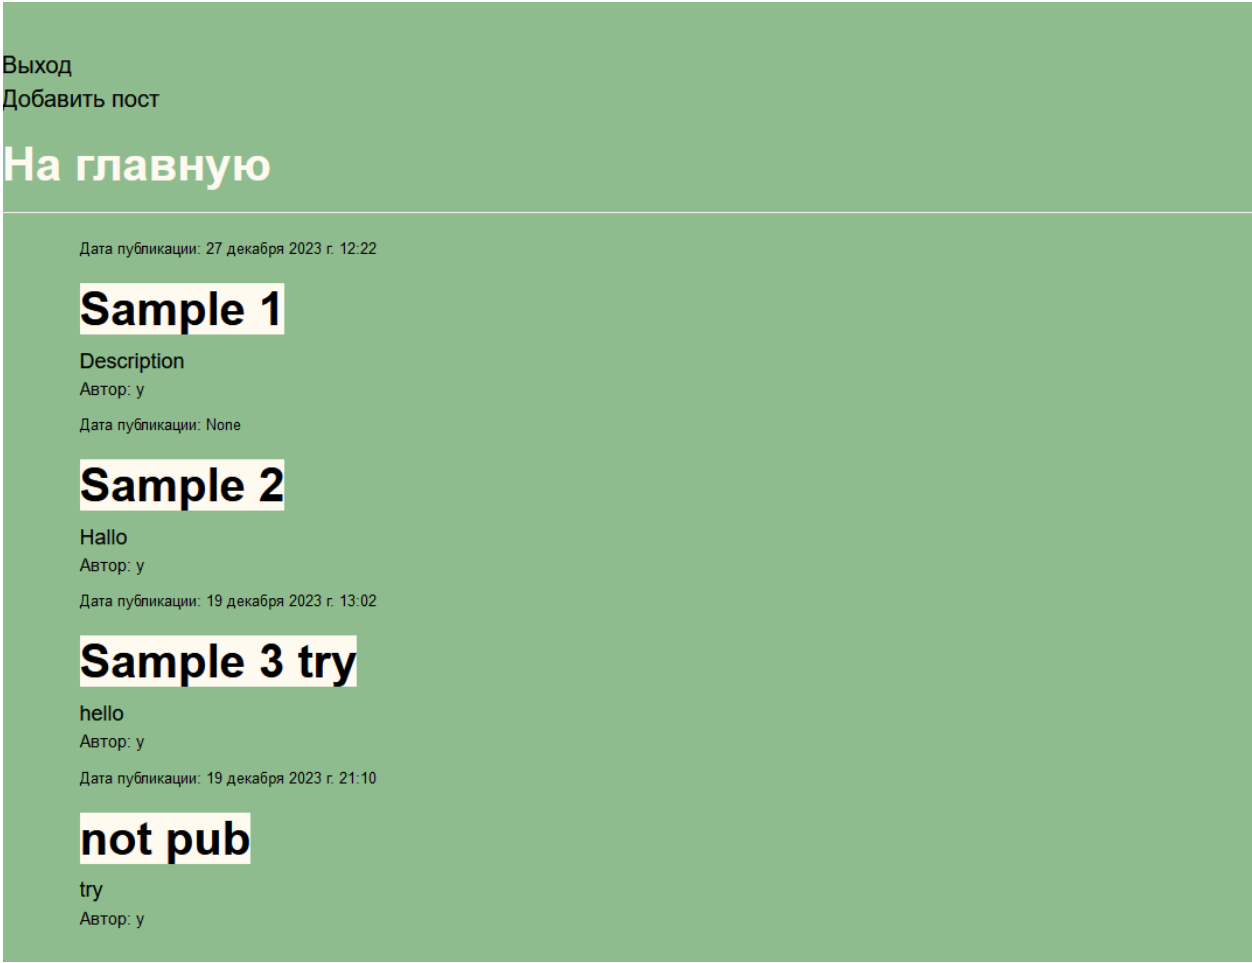 Выход
Добавить пост
На главную
Дата публикации: 27 декабря 2023 г. 12:22
Sample 1
Description
Автор: y
Дата публикации: None
Sample 2
Hallo
Автор: y
Дата публикации: 19 декабря 2023 г. 13:02
Sample 3 try
hello
Автор: y
Дата публикации: 19 декабря 2023 г. 21:10
not pub
try
Автор: y